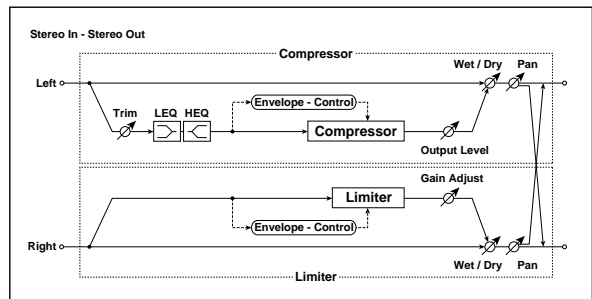 Stereo In - Stereo Out
Compressor
Wet / Dry Pan
Left
Trim LEQ HEQ
Envelope - Control
Compressor
Output Level
Gain Adjust
Limiter
Envelope - Control
Right
Wet / Dry Pan
Limiter